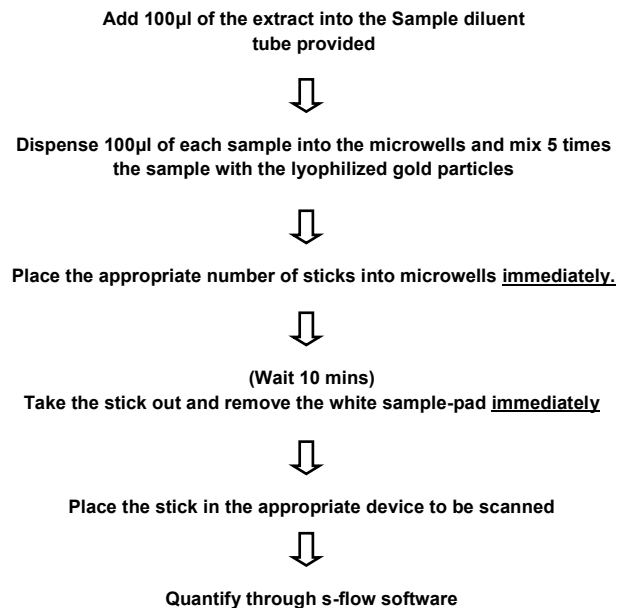 Add 100µl of the extract into the Sample diluent
tube provided
Dispense 100µl of each sample into the microwells and mix 5 times
the sample with the lyophilized gold particles
Place the appropriate number of sticks into microwells immediately.
(Wait 10 mins)
Take the stick out and remove the white sample-pad immediately
Place the stick in the appropriate device to be scanned
Quantify through s-flow software